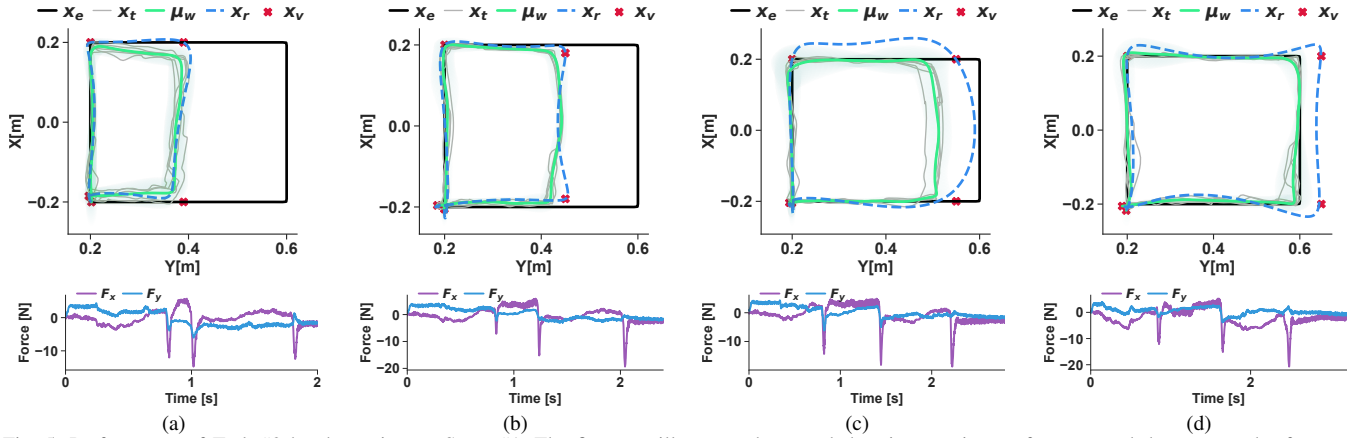 x_e x_t μ_w x_r x_v
X[m]
0.2
0.0
−0.2
0.2 0.4 0.6
Y[m]
F_x F_y
Force [N]
0
−10
0 1 2
Time [s]
(a)
x_e x_t μ_w x_r x_v
X[m]
0.2
0.0
−0.2
0.2 0.4 0.6
Y[m]
F_x F_y
Force [N]
0
−10
−20
0 1 2
Time [s]
(b)
x_e x_t μ_w x_r x_v
X[m]
0.2
0.0
−0.2
0.2 0.4 0.6
Y[m]
F_x F_y
Force [N]
0
−10
0 1 2
Time [s]
(c)
x_e x_t μ_w x_r x_v
X[m]
0.2
0.0
−0.2
0.2 0.4 0.6
Y[m]
F_x F_y
Force [N]
0
−10
−20
0 1 2 3
Time [s]
(d)